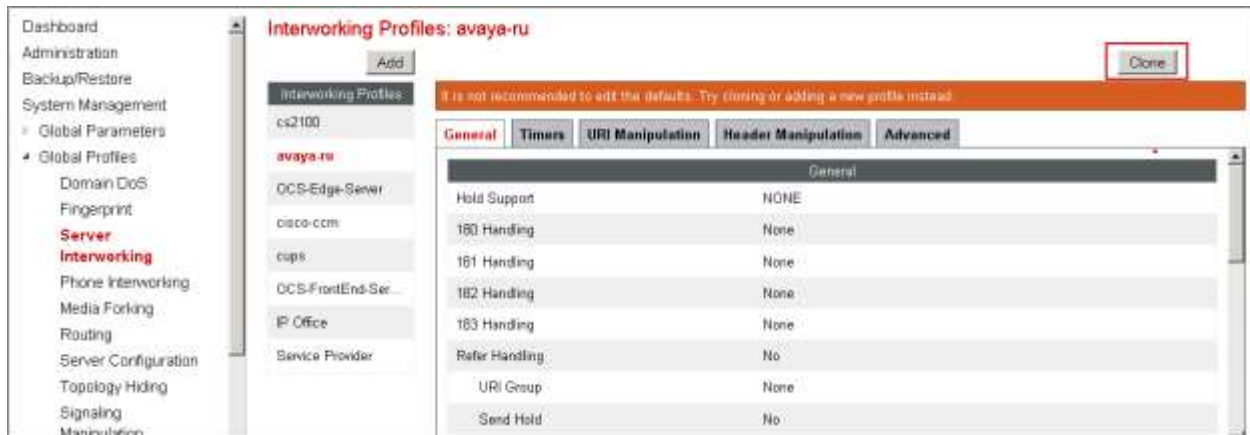 Dashboard
Administration
Backup/Restore
System Management
Global Parameters
Global Profiles
Domain DoS
Fingerprint
Server
Interworking
Phone Interworking
Media Forking
Routing
Server Configuration
Topology Hiding
Signaling
Manipulation
Interworking Profiles: avaya-ru
Add
Clone
Interworking Profiles
cs2100
avaya-ru
OCS-Edge-Server
cisco-ccm
cups
OCS-FrontEnd-Ser...
IP Office
Service Provider
It is not recommended to edit the defaults. Try cloning or adding a new profile instead.
General Timers URI Manipulation Header Manipulation Advanced
General
Hold Support NONE
180 Handling None
181 Handling None
182 Handling None
183 Handling None
Refer Handling No
URI Group None
Send Hold No